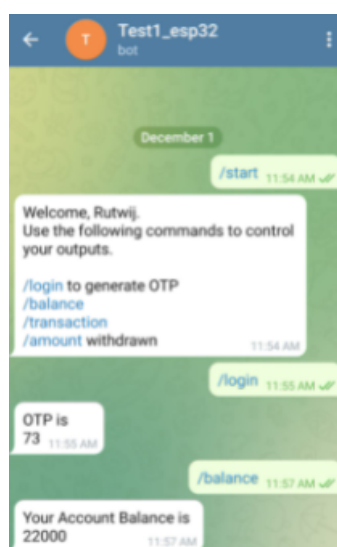 T
Test1_esp32
bot
December 1
/start 11:54 AM
Welcome, Rutwij.
Use the following commands to control
your outputs.
/login to generate OTP
/balance
/transaction
/amount withdrawn
11:54 AM
/login 11:55 AM
OTP is
73 11:55 AM
/balance 11:57 AM
Your Account Balance is
22000 11:57 AM